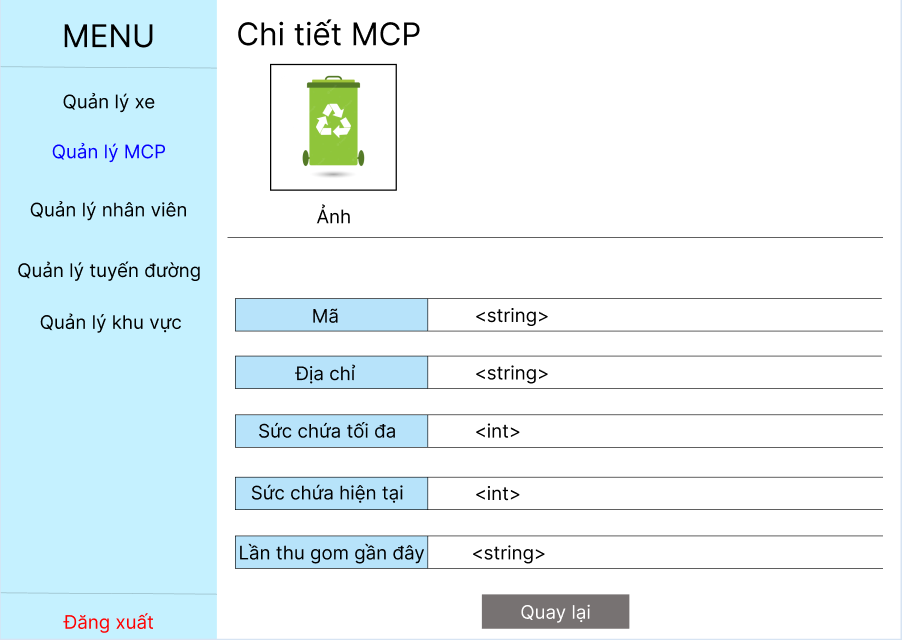 MENU
Quản lý xe
Quản lý MCP
Quản lý nhân viên
Quản lý tuyến đường
Quản lý khu vực
Đăng xuất
Chi tiết MCP
Ảnh
Mã <string>
Địa chỉ <string>
Sức chứa tối đa <int>
Sức chứa hiện tại <int>
Lần thu gom gần đây <string>
Quay lại